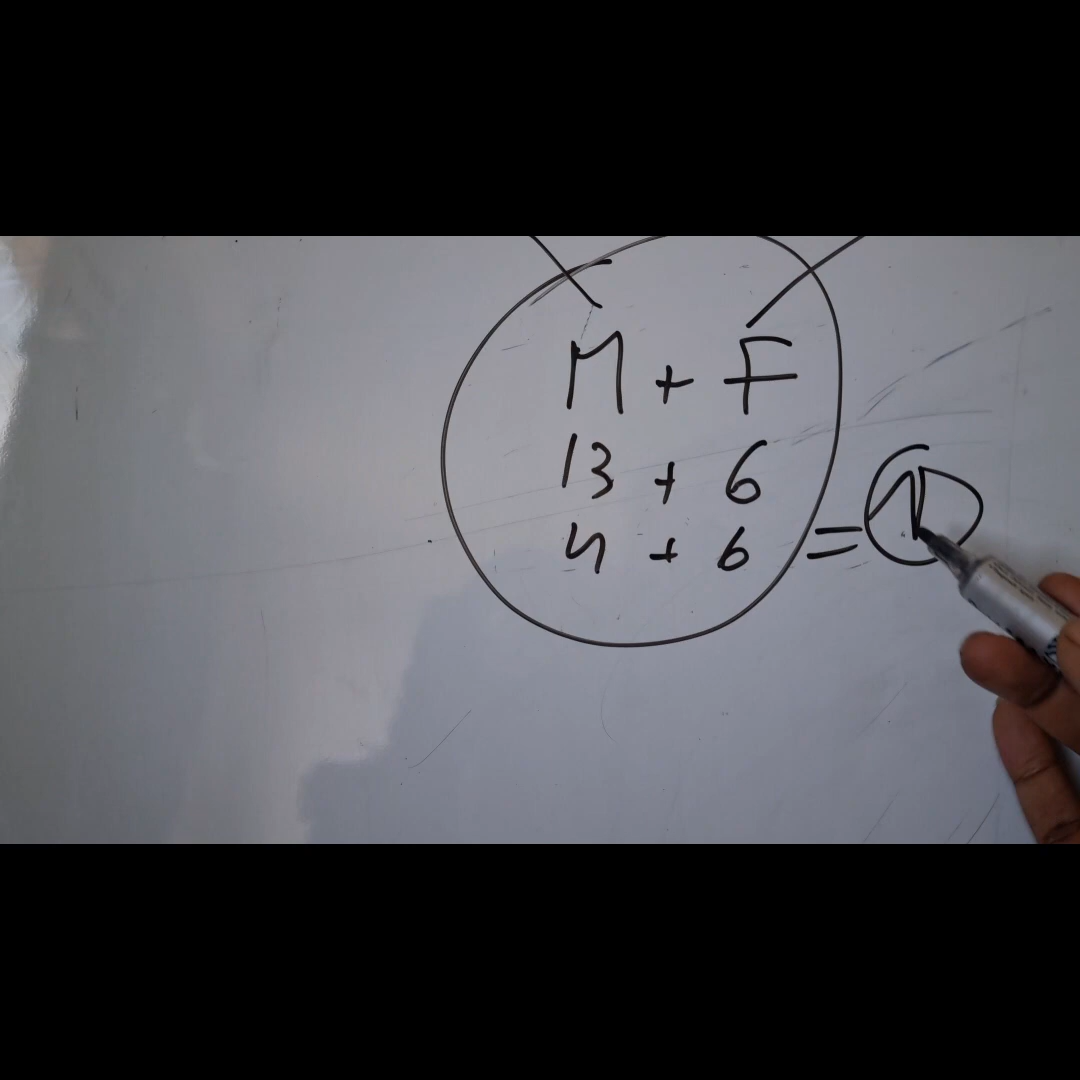 M + F
13 + 6
4 + 6 =